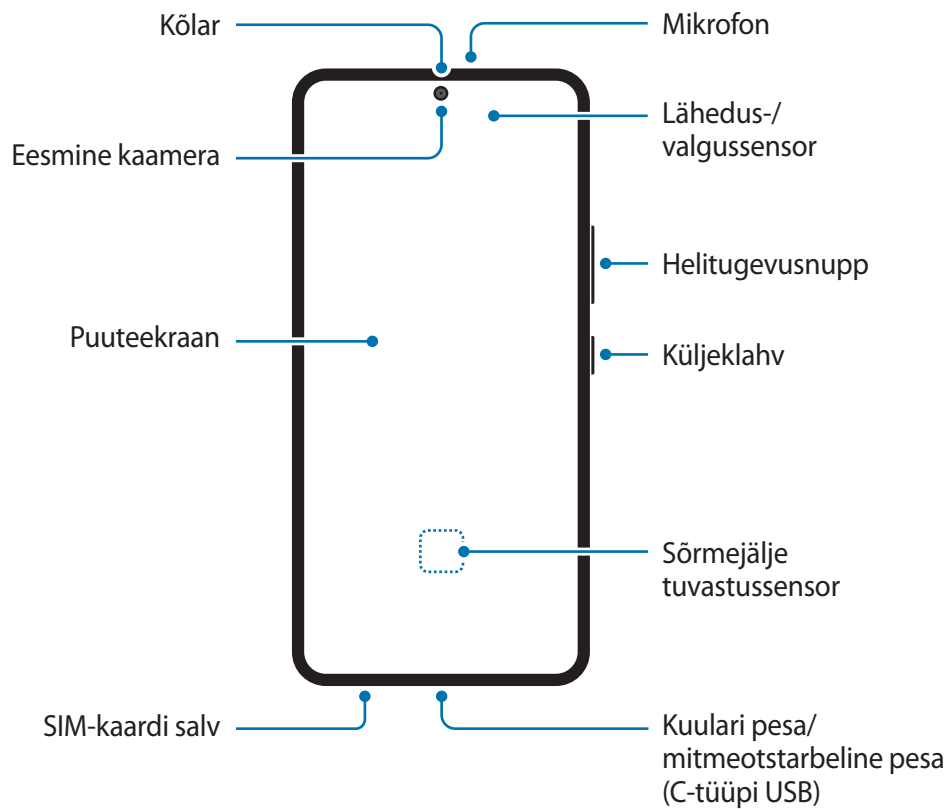 Kõlar
Mikrofon
Eesmine kaamera
Lähedus-/
valgussensor
Helitugevusnupp
Puuteekraan
Küljeklahv
Sõrmejälje
tuvastussensor
SIM-kaardi salv
Kuulari pesa/
mitmeotstarbeline pesa
(C-tüüpi USB)